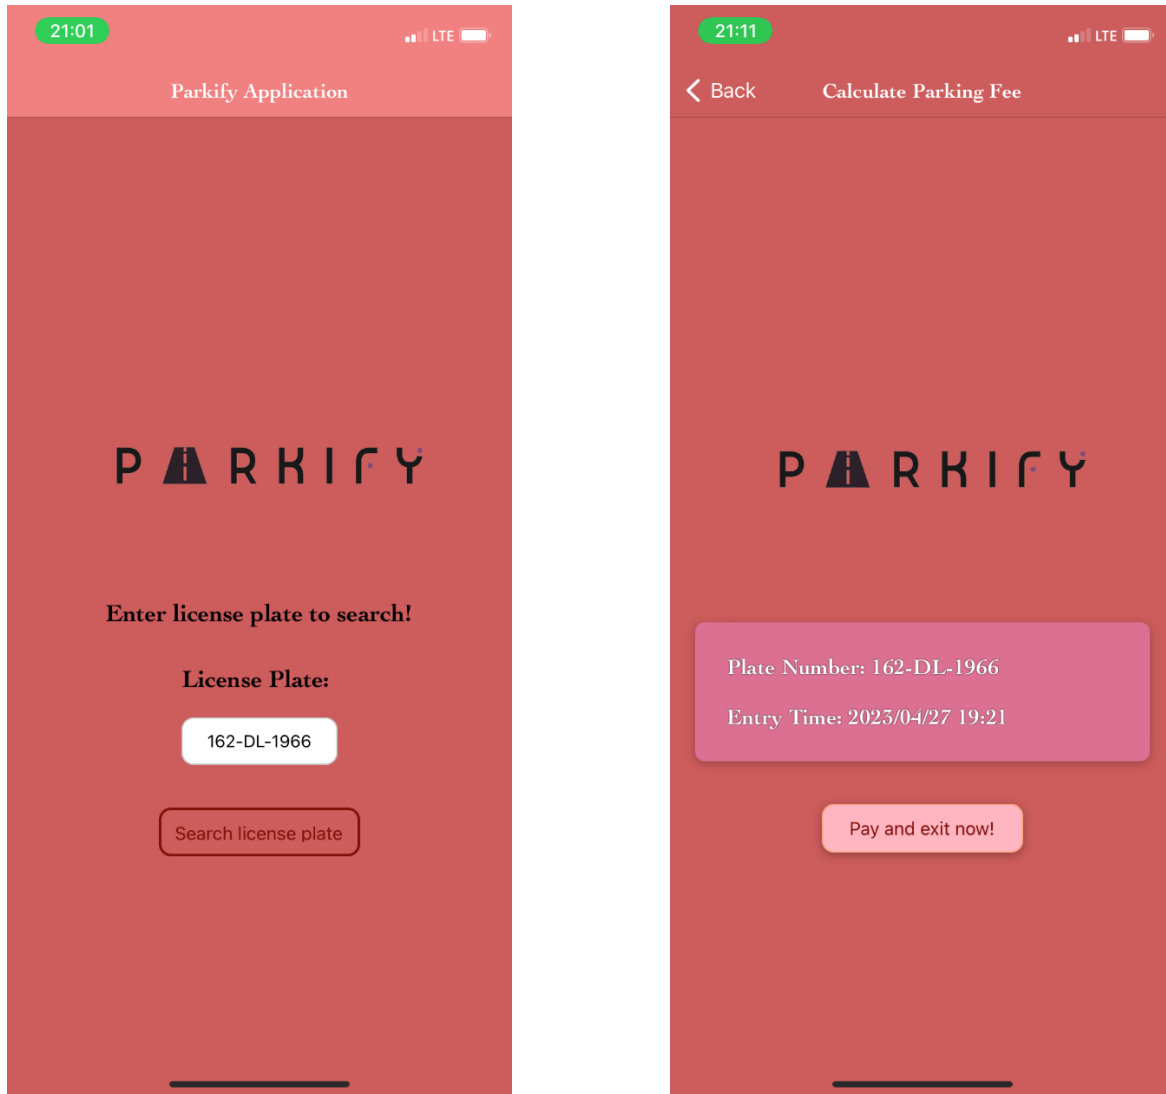 21:01
LTE
Parkify Application
PARKIFY
Enter license plate to search!
License Plate:
162-DL-1966
Search license plate
21:11
LTE
Back
Calculate Parking Fee
PARKIFY
Plate Number: 162-DL-1966
Entry Time: 2023/04/27 19:21
Pay and exit now!